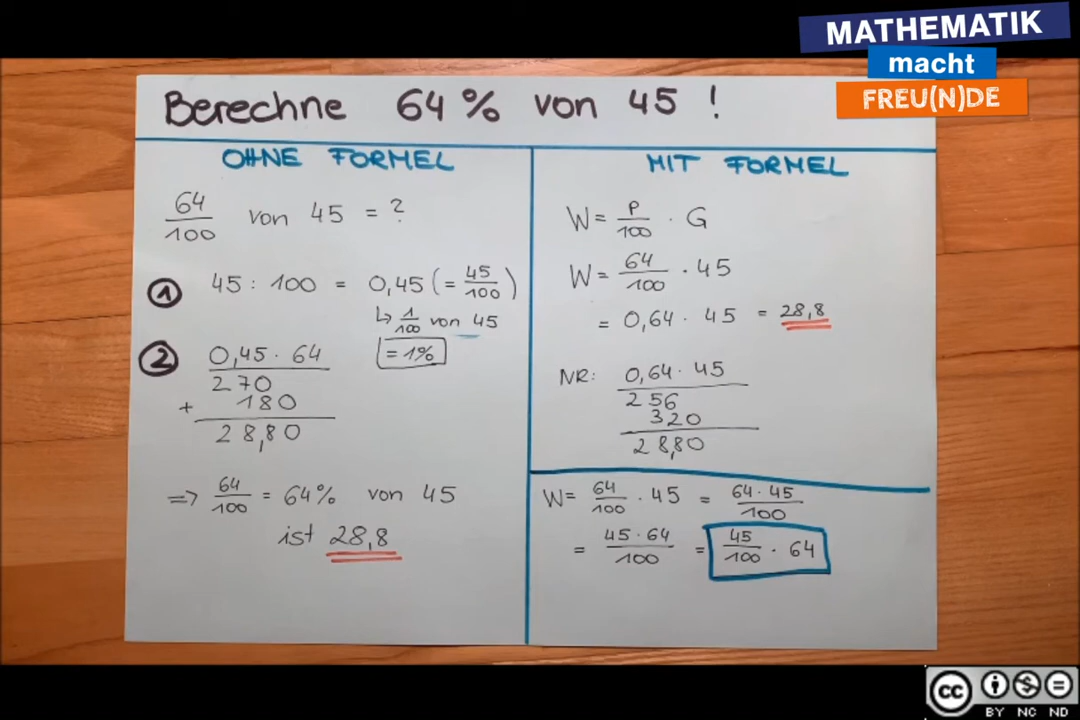 MATHEMATIK
macht
FREU(N)DE
Berechne 64% von 45 !
OHNE FORMEL
64/100 von 45 = ?
① 45 : 100 = 0,45 (= 45/100)
↳ 1/100 von 45
= 1%
② 0,45 · 64
270
+ 180
28,80
=> 64/100 = 64% von 45
ist 28,8
MIT FORMEL
W = P/100 · G
W = 64/100 · 45
= 0,64 · 45 = 28,8
NR: 0,64 · 45
256
320
28,80
W = 64/100 · 45 = 64 · 45/100
= 45 · 64/100 = 45/100 · 64
cc
BY NC ND